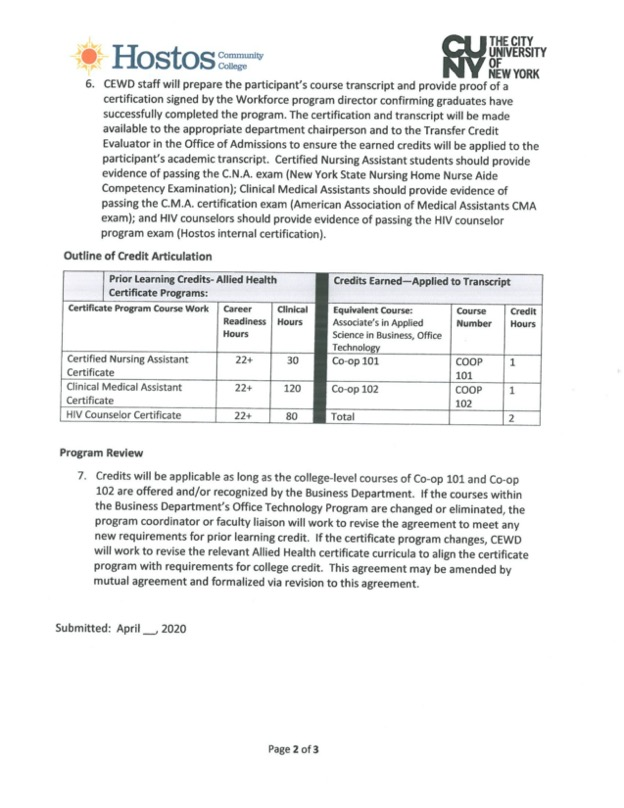 Hostos Community College
CU NY THE CITY UNIVERSITY OF NEW YORK
6. CEWD staff will prepare the participant's course transcript and provide proof of a
certification signed by the Workforce program director confirming graduates have
successfully completed the program. The certification and transcript will be made
available to the appropriate department chairperson and to the Transfer Credit
Evaluator in the Office of Admissions to ensure the earned credits will be applied to the
participant's academic transcript. Certified Nursing Assistant students should provide
evidence of passing the C.N.A. exam (New York State Nursing Home Nurse Aide
Competency Examination); Clinical Medical Assistants should provide evidence of
passing the C.M.A. certification exam (American Association of Medical Assistants CMA
exam); and HIV counselors should provide evidence of passing the HIV counselor
program exam (Hostos internal certification).
Outline of Credit Articulation
Prior Learning Credits- Allied Health Certificate Programs:
Credits Earned—Applied to Transcript
Certificate Program Course Work
Career Readiness Hours
Clinical Hours
Equivalent Course: Associate's in Applied Science in Business, Office Technology
Course Number
Credit Hours
Certified Nursing Assistant Certificate 22+ 30 Co-op 101 COOP 101 1
Clinical Medical Assistant Certificate 22+ 120 Co-op 102 COOP 102 1
HIV Counselor Certificate 22+ 80 Total 2
Program Review
7. Credits will be applicable as long as the college-level courses of Co-op 101 and Co-op
102 are offered and/or recognized by the Business Department. If the courses within
the Business Department's Office Technology Program are changed or eliminated, the
program coordinator or faculty liaison will work to revise the agreement to meet any
new requirements for prior learning credit. If the certificate program changes, CEWD
will work to revise the relevant Allied Health certificate curricula to align the certificate
program with requirements for college credit. This agreement may be amended by
mutual agreement and formalized via revision to this agreement.
Submitted: April __, 2020
Page 2 of 3